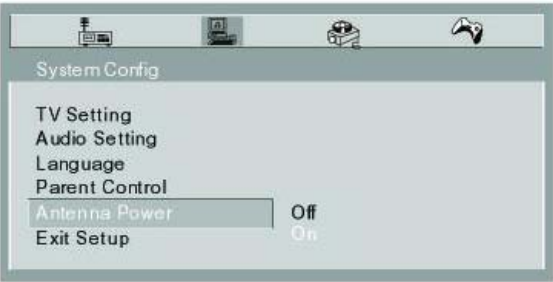 System Config
TV Setting
Audio Setting
Language
Parent Control
Antenna Power Off
On
Exit Setup